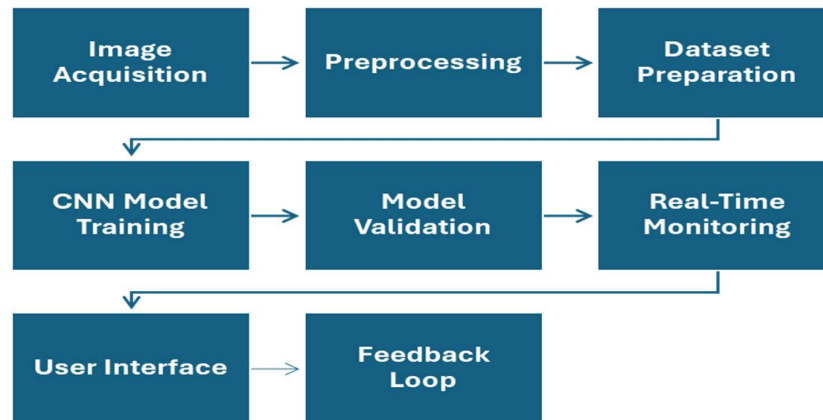 Image
Acquisition
Preprocessing
Dataset
Preparation
CNN Model
Training
Model
Validation
Real-Time
Monitoring
User Interface
Feedback
Loop